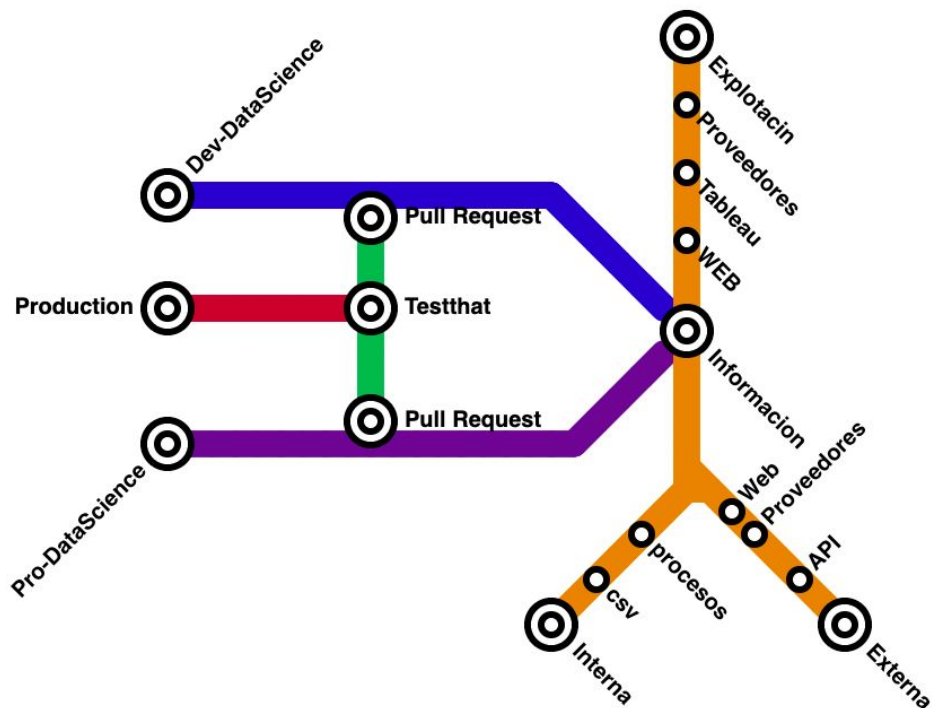 Explotacin
Dev-DataScience
Proveedores
Tableau
Pull Request
WEB
Production
Testthat
Informacion
Pull Request
Pro-DataScience
Web
Proveedores
procesos
API
csv
Interna
Externa